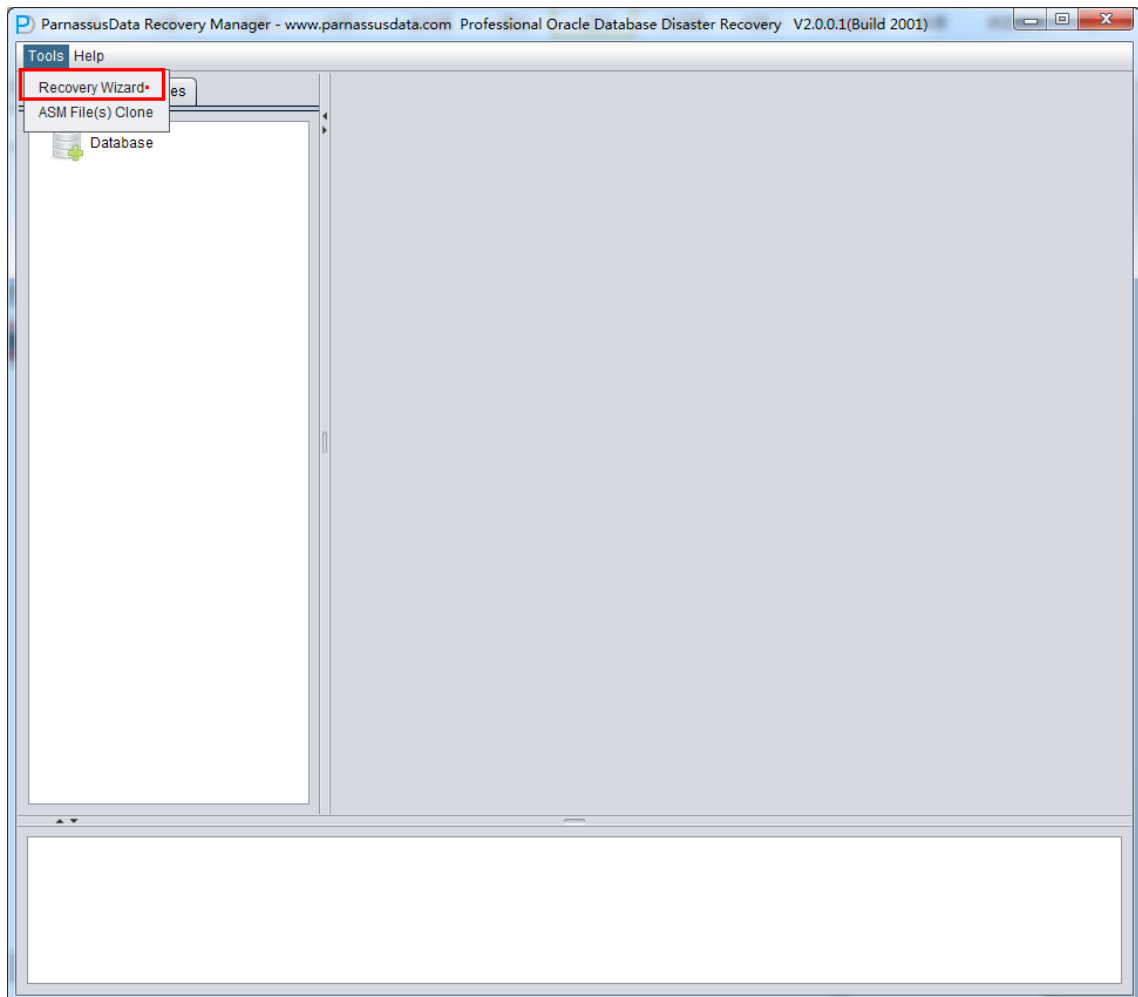 ParnassusData Recovery Manager - www.parnassusdata.com Professional Oracle Database Disaster Recovery V2.0.0.1(Build 2001)
Tools Help
Recovery Wizard
es
ASM File(s) Clone
Database